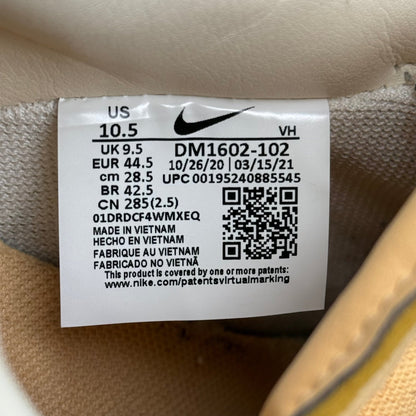 US
10.5 VH
UK 9.5 DM1602-102
EUR 44.5 10/26/20 | 03/15/21
cm 28.5 UPC 00195240885545
BR 42.5
CN 285(2.5)
01DRDCF4WMXEQ
MADE IN VIETNAM
HECHO EN VIETNAM
FABRIQUE AU VIETNAM
FABRICADO NO VIETNÃ
This product is covered by one or more patents:
www.nike.com/patentsvirtualmarking